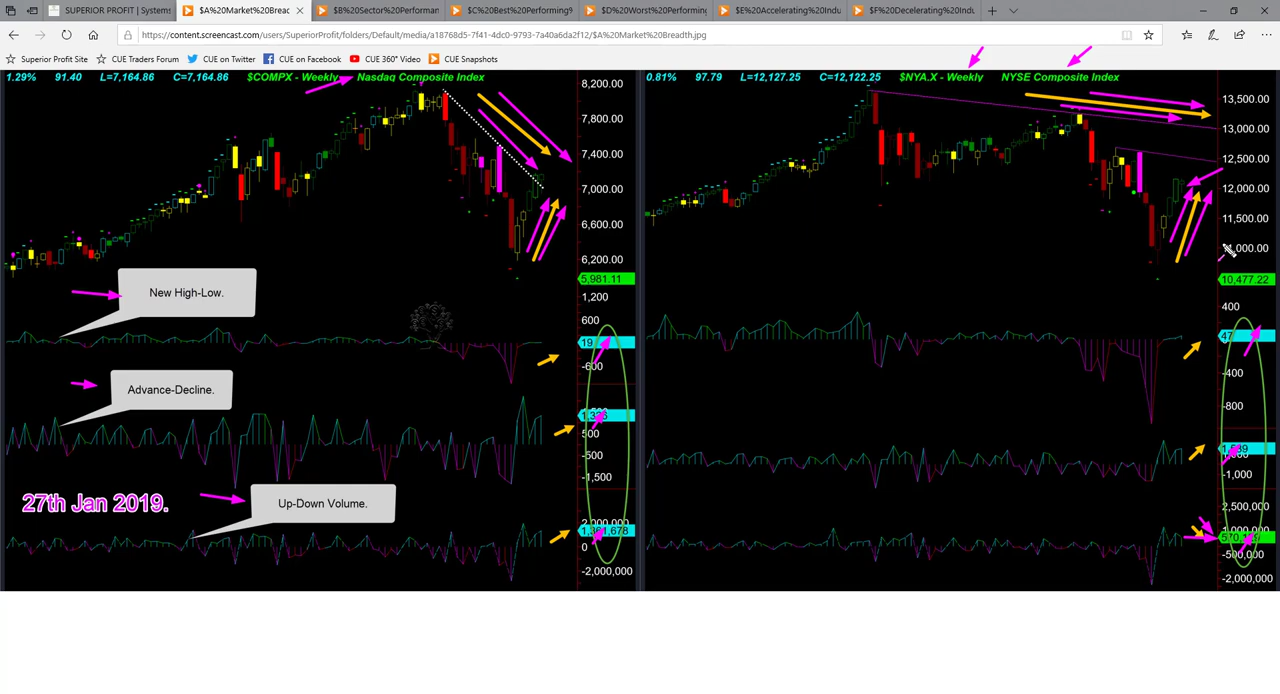 SUPERIOR PROFIT | Systems
$A%20Market%20Breadt
$B%20Sector%20Performan
$C%20Best%20Performing%
$D%20Worst%20Performing
$E%20Accelerating%20Indu
$F%20Decelerating%20Indu
https://content.screencast.com/users/SuperiorProfit/folders/Default/media/a18768d5-7f41-4dc0-9793-7a40a6da2f12/$A%20Market%20Breadth.jpg
Superior Profit Site
CUE Traders Forum
CUE on Twitter
CUE on Facebook
CUE 360° Video
CUE Snapshots
1.29% 91.40 L=7,164.86 C=7,164.86 $COMPX - Weekly Nasdaq Composite Index
8,200.00
7,800.00
7,400.00
7,000.00
6,600.00
6,200.00
5,981.11
1,200
600
19
-600
500
-500
-1,500
2,000,000
0
-2,000,000
New High-Low.
Advance-Decline.
27th Jan 2019.
Up-Down Volume.
0.81% 97.79 L=12,127.25 C=12,122.25 $NYA.X - Weekly NYSE Composite Index
13,500.00
13,000.00
12,500.00
12,000.00
11,500.00
10,477.22
400
47
-400
-800
-1,000
2,500,000
-500,000
-2,000,000